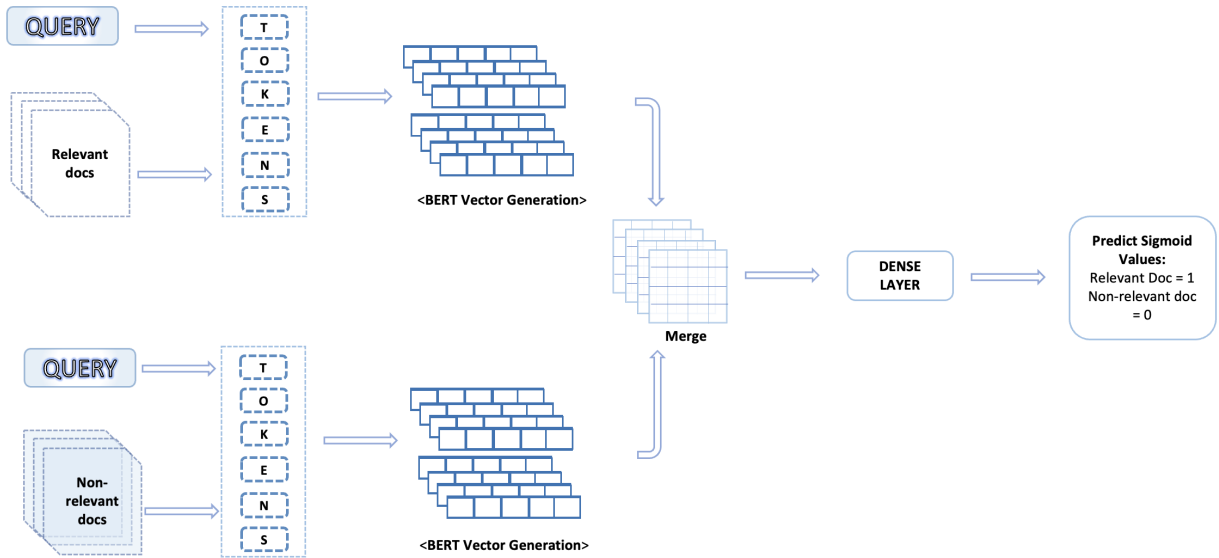 QUERY
Relevant
docs
T
O
K
E
N
S
<BERT Vector Generation>
QUERY
Non-
relevant
docs
T
O
K
E
N
S
<BERT Vector Generation>
Merge
DENSE
LAYER
Predict Sigmoid
Values:
Relevant Doc = 1
Non-relevant doc
= 0